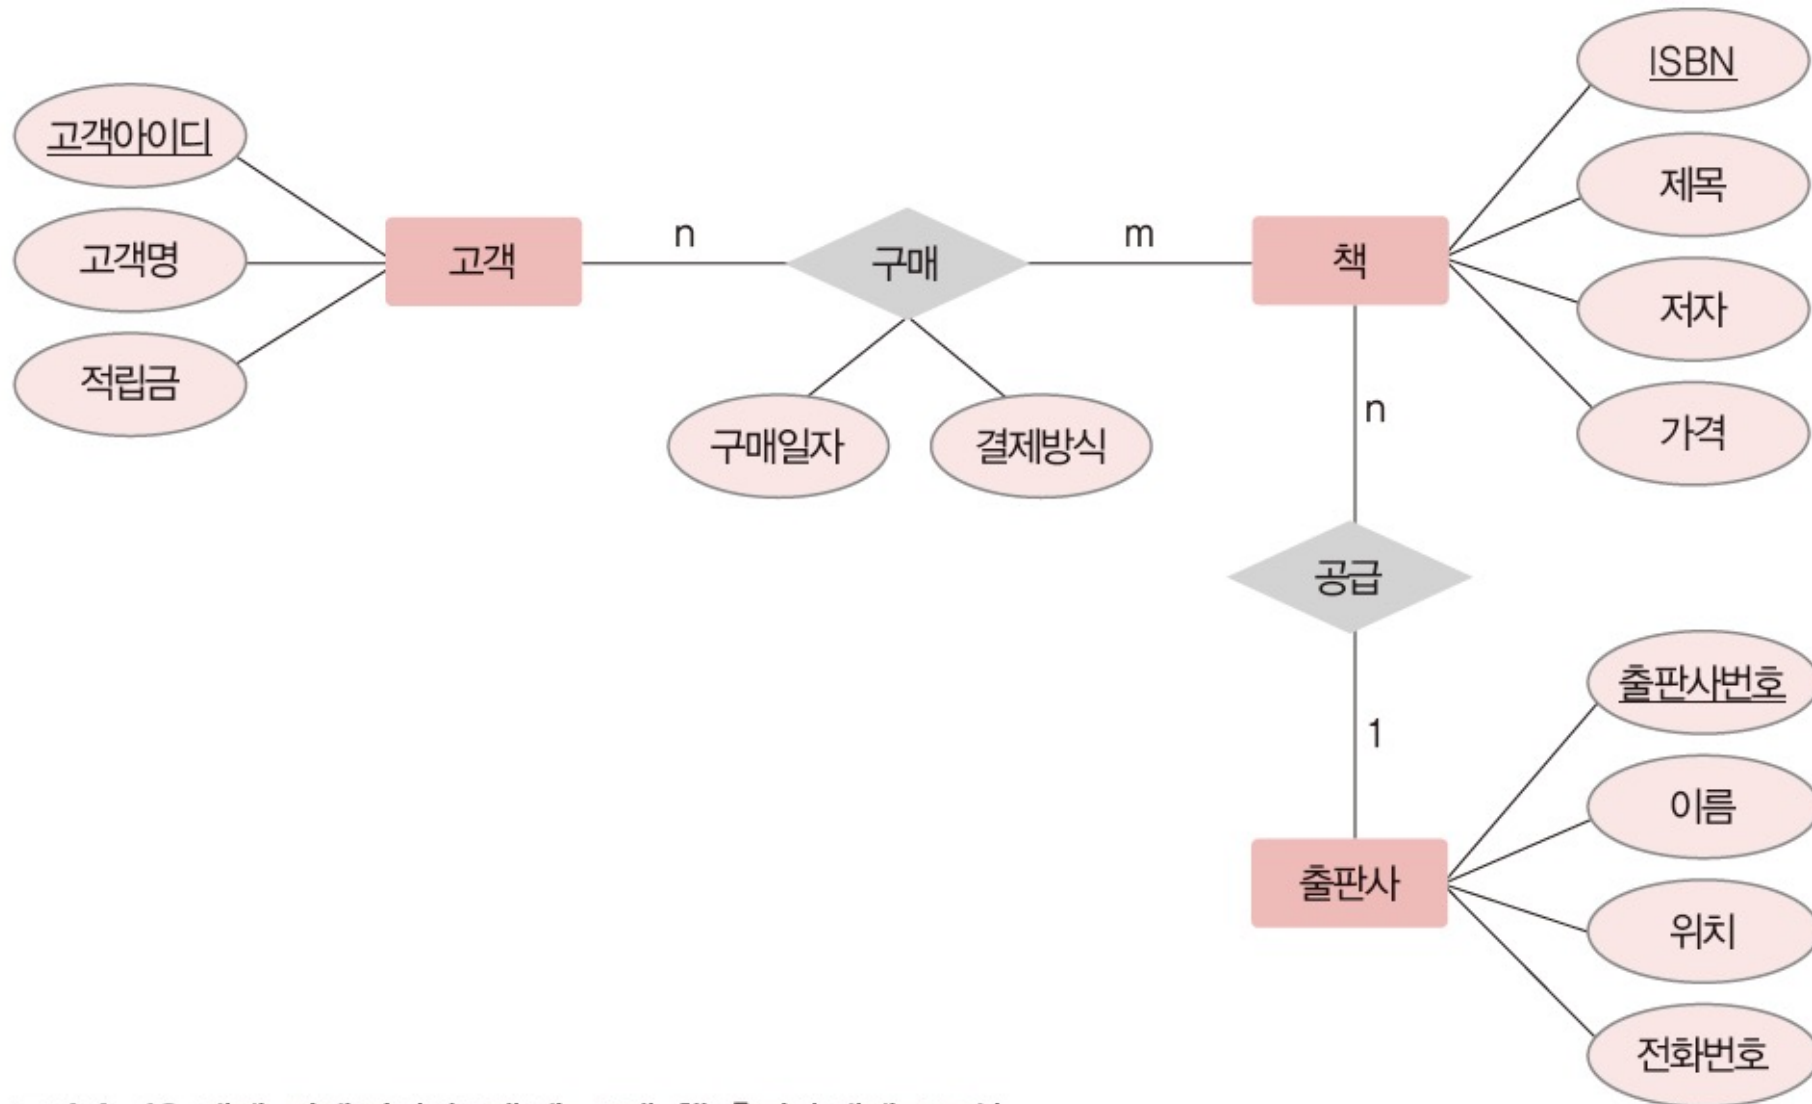 고객아이디
고객명
적립금
고객
n
구매
m
책
구매일자
결제방식
ISBN
제목
저자
가격
n
공급
1
출판사
출판사번호
이름
위치
전화번호